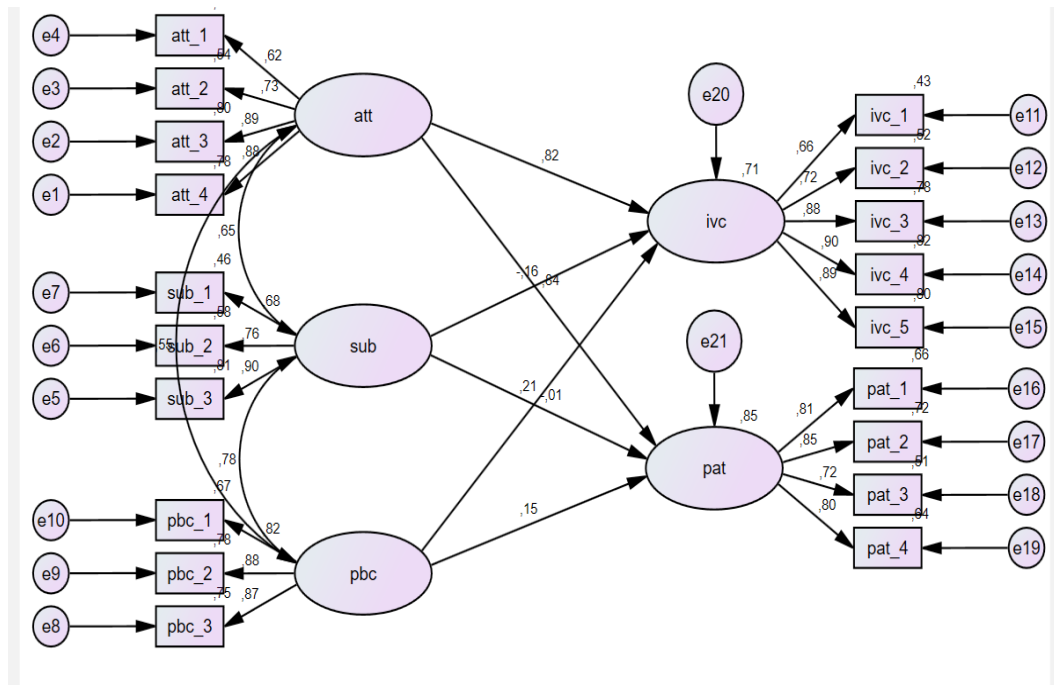 e4
att_1
,62
,54
e3
att_2
,73
,80
e2
att_3
,89
,78
e1
att_4
,88
att
,65
,46
e7
sub_1
,68
,58
e6
sub_2
,76
,55
,81
e5
sub_3
,90
sub
,78
,67
e10
pbc_1
,82
,78
e9
pbc_2
,88
,75
e8
pbc_3
,87
pbc
,82
-,16
,84
,21
-,01
,15
e20
,71
ivc
e21
,85
pat
,43
,66
ivc_1
e11
,52
,72
ivc_2
e12
,78
,88
ivc_3
e13
,82
,90
ivc_4
e14
,80
,89
ivc_5
e15
,66
,81
pat_1
e16
,72
,85
pat_2
e17
,51
,72
pat_3
e18
,64
,80
pat_4
e19